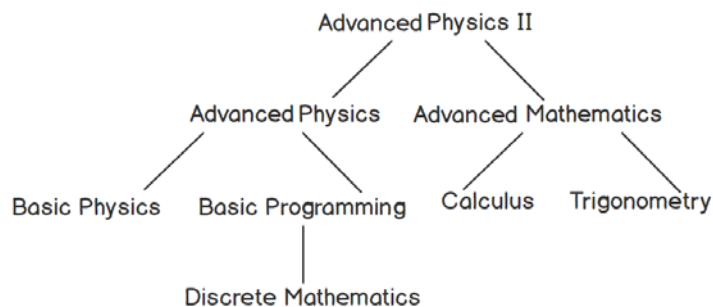 Advanced Physics II
Advanced Physics
Advanced Mathematics
Basic Physics
Basic Programming
Calculus
Trigonometry
Discrete Mathematics